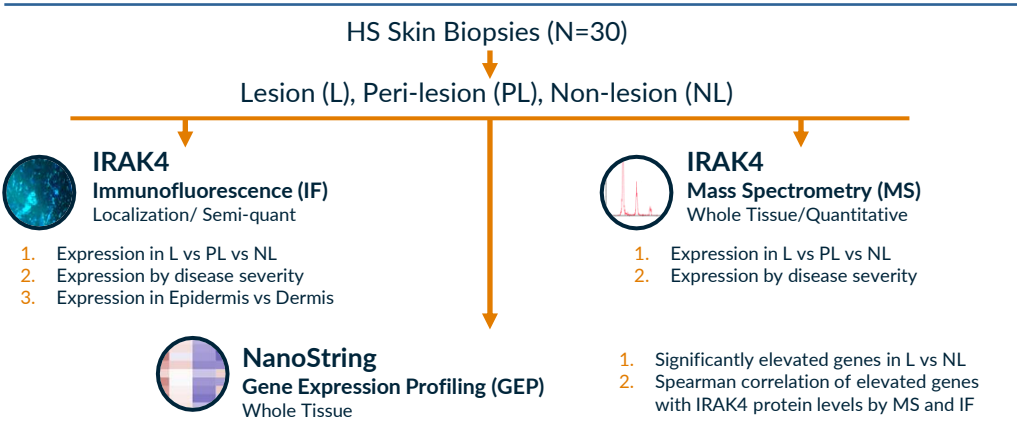 HS Skin Biopsies (N=30)
Lesion (L), Peri-lesion (PL), Non-lesion (NL)
IRAK4
Immunofluorescence (IF)
Localization/ Semi-quant
1. Expression in L vs PL vs NL
2. Expression by disease severity
3. Expression in Epidermis vs Dermis
IRAK4
Mass Spectrometry (MS)
Whole Tissue/Quantitative
1. Expression in L vs PL vs NL
2. Expression by disease severity
NanoString
Gene Expression Profiling (GEP)
Whole Tissue
1. Significantly elevated genes in L vs NL
2. Spearman correlation of elevated genes
with IRAK4 protein levels by MS and IF